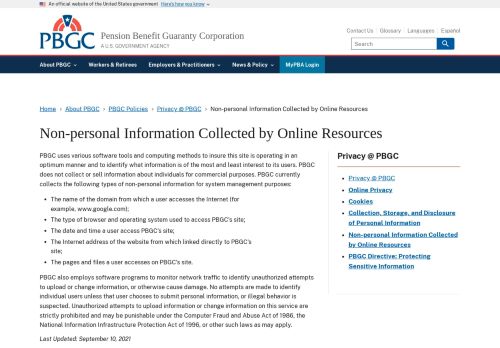 An official website of the United States government Here's how you know
PBGC
Pension Benefit Guaranty Corporation
A U.S. GOVERNMENT AGENCY
Contact Us Glossary Languages Español
Search
About PBGC Workers & Retirees Employers & Practitioners News & Policy MyPBA Login
Home › About PBGC › PBGC Policies › Privacy @ PBGC › Non-personal Information Collected by Online Resources
Non-personal Information Collected by Online Resources
PBGC uses various software tools and computing methods to insure this site is operating in an
optimum manner and to identify what information is of the most and least interest to its users. PBGC
does not collect or sell information about individuals for commercial purposes. PBGC currently
collects the following types of non-personal information for system management purposes:
• The name of the domain from which a user accesses the Internet (for
example, www.google.com);
• The type of browser and operating system used to access PBGC's site;
• The date and time a user access PBGC's site;
• The Internet address of the website from which linked directly to PBGC's
site;
• The pages and files a user accesses on PBGC's site.
PBGC also employs software programs to monitor network traffic to identify unauthorized attempts
to upload or change information, or otherwise cause damage. No attempts are made to identify
individual users unless that chooses to submit personal information, or illegal behavior is
suspected. Unauthorized attempts to upload information or change information on this service are
strictly prohibited and may be punishable under the Computer Fraud and Abuse Act of 1986, the
National Information Infrastructure Protection Act of 1996, or other such laws as may apply.
Last Updated: September 10, 2021
Privacy @ PBGC
• Privacy @ PBGC
• Online Privacy
• Cookies
• Collection, Storage, and Disclosure
of Personal Information
• Non-personal Information Collected
by Online Resources
• PBGC Directive: Protecting
Sensitive Information